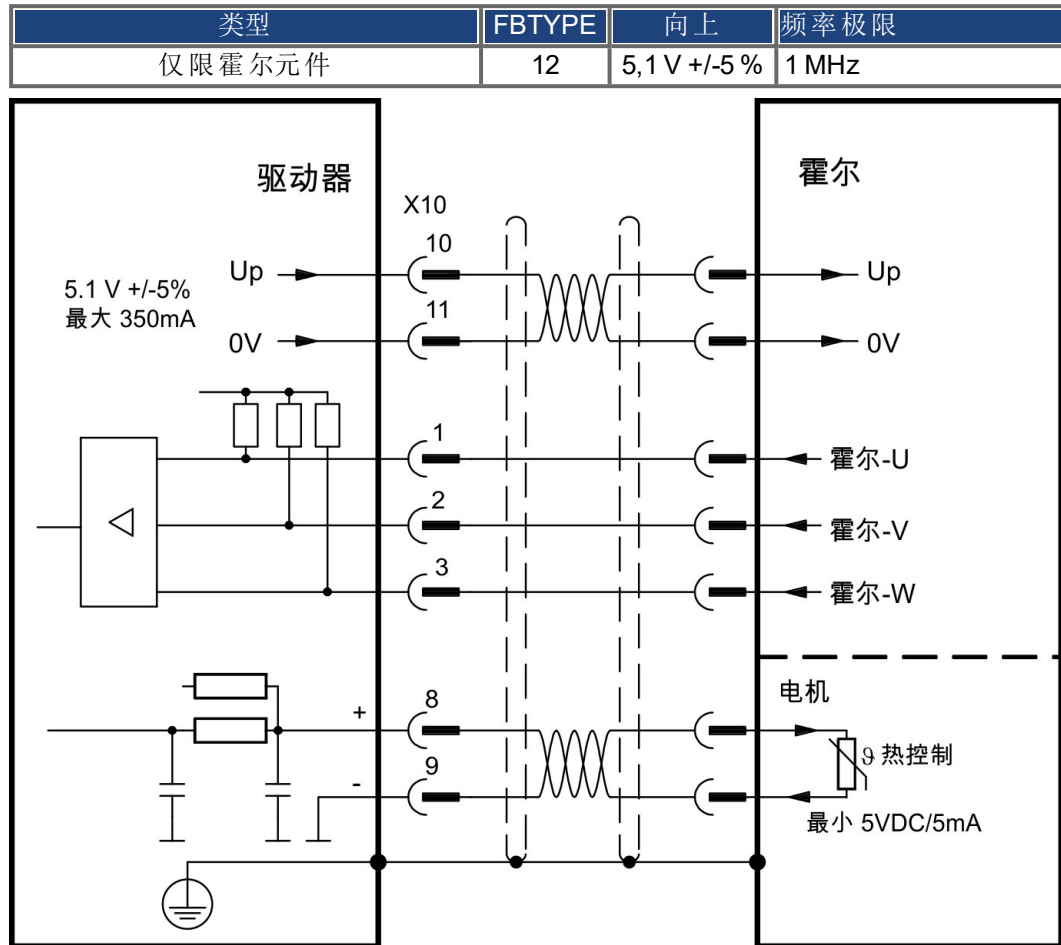 类型 FBTYPE 向上 频率极限
仅限霍尔元件 12 5,1 V +/-5 % 1 MHz
驱动器
霍尔
X10
10
Up
Up
5.1 V +/-5%
最大 350mA
11
0V
0V
1
霍尔-U
2
霍尔-V
3
霍尔-W
电机
8
+
ϑ 热控制
9
-
最小 5VDC/5mA